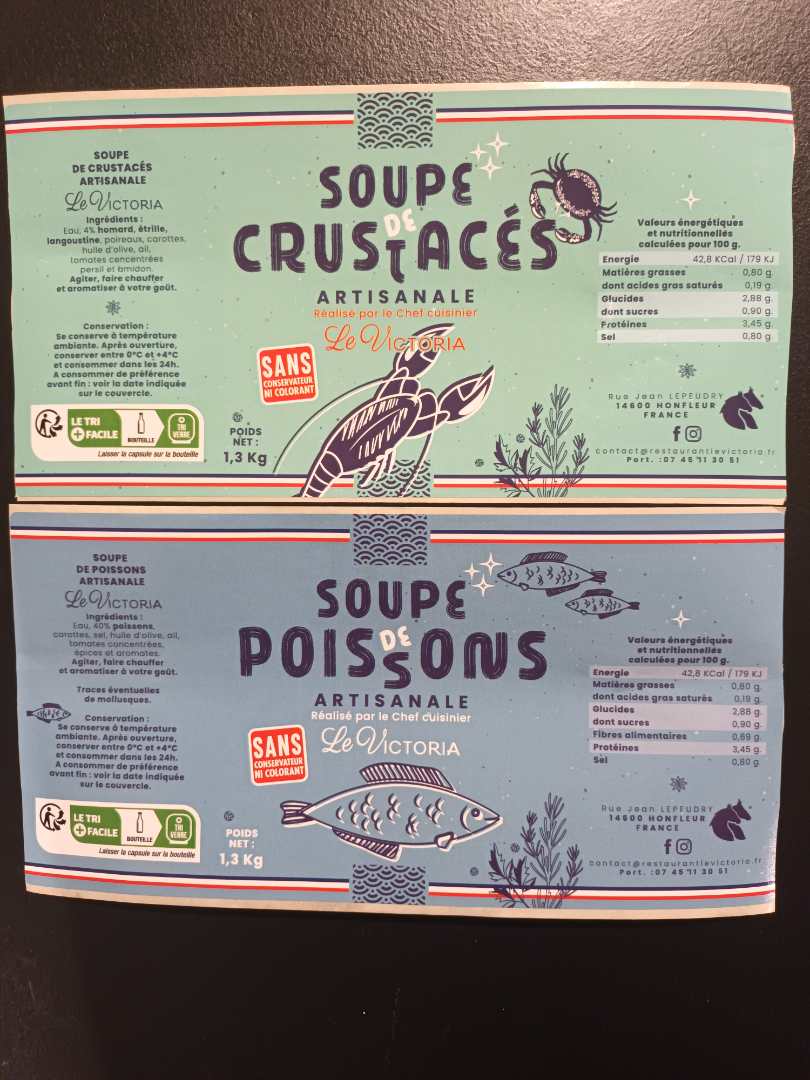 SOUPE
DE CRUSTACÉS
ARTISANALE
Le VICTORIA
Ingrédients :
Eau, 4% homard, étrille,
langoustine, poireaux, carottes,
huile d'olive, ail,
tomates concentrées
persil et amidon.
Agiter, faire chauffer
et aromatiser à votre goût.
Conservation :
Se conserve à température
ambiante. Après ouverture,
conserver entre 0°C et +4°C
et consommer dans les 24h.
A consommer de préférence
avant fin : voir la date indiquée
sur le couvercle.
LE TRI
+ FACILE
BOUTEILLE
TRI
VERRE
Laisser la capsule sur la bouteille
SOUPE
DE
CRUSTACÉS
ARTISANALE
Réalisé par le Chef cuisinier
Le VICTORIA
SANS
CONSERVATEUR
NI COLORANT
POIDS
NET :
1,3 Kg
Valeurs énergétiques
et nutritionnelles
calculées pour 100 g.
Energie 42,8 KCal / 179 KJ
Matières grasses 0,80 g
dont acides gras saturés 0,19 g
Glucides 2,88 g.
dont sucres 0,90 g.
Protéines 3,45 g.
Sel 0,80 g
Rue Jean LEPEUDRY
14600 HONFLEUR
FRANCE
contact@restaurantlevictoria.fr
Port. :07 45 11 30 51
SOUPE
DE POISSONS
ARTISANALE
Le VICTORIA
Ingrédients :
Eau, 40% poissons,
carottes, sel, huile d'olive, ail,
tomates concentrées,
épices et aromates.
Agiter, faire chauffer
et aromatiser à votre goût.
Traces éventuelles
de mollusques.
Conservation :
Se conserve à température
ambiante. Après ouverture,
conserver entre 0°C et +4°C
et consommer dans les 24h.
A consommer de préférence
avant fin : voir la date indiquée
sur le couvercle.
LE TRI
+ FACILE
BOUTEILLE
TRI
VERRE
Laisser la capsule sur la bouteille
SOUPE
DE
POISSONS
ARTISANALE
Réalisé par le Chef cuisinier
Le VICTORIA
SANS
CONSERVATEUR
NI COLORANT
POIDS
NET :
1,3 Kg
Valeurs énergétiques
et nutritionnelles
calculées pour 100 g.
Energie 42,8 KCal / 179 KJ
Matières grasses 0,80 g.
dont acides gras saturés 0,19 g.
Glucides 2,88 g.
dont sucres 0,90 g.
Fibres alimentaires 0,69 g.
Protéines 3,45 g.
Sel 0,80 g.
Rue Jean LEPEUDRY
14600 HONFLEUR
FRANCE
contact@restaurantlevictoria.fr
Port. :07 45 11 30 51